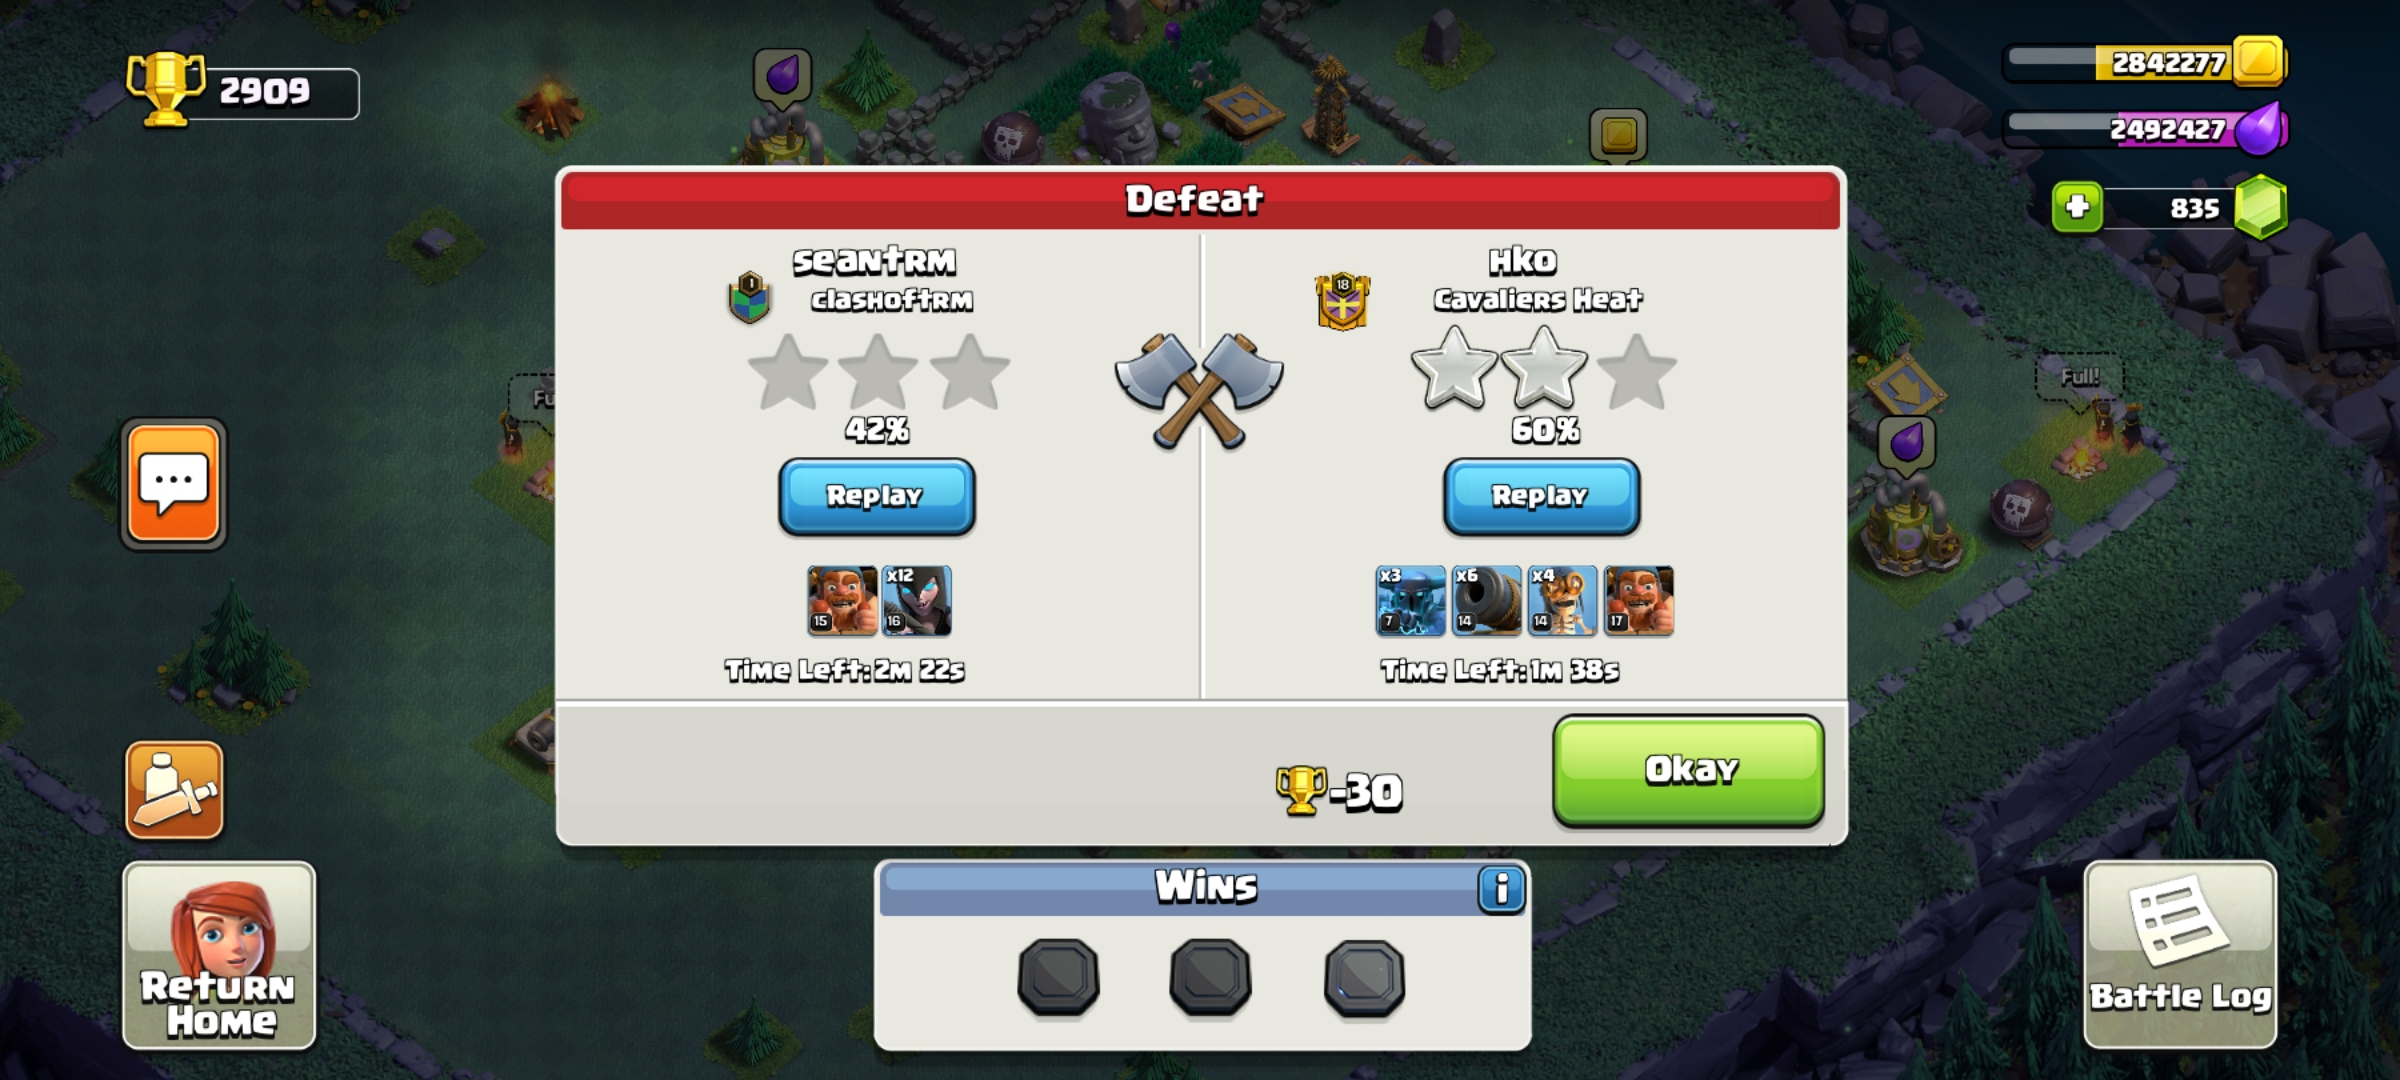 2909
2842277
2492427
835
Defeat
seantrm
1
clashoftrm
42%
Replay
15
x12
16
Time Left: 2m 22s
Hko
18
Cavaliers Heat
60%
Replay
x3
7
x6
14
x4
14
17
Time Left: 1m 38s
Fu
Full!
-30
Okay
Wins
i
Return
Home
Battle Log